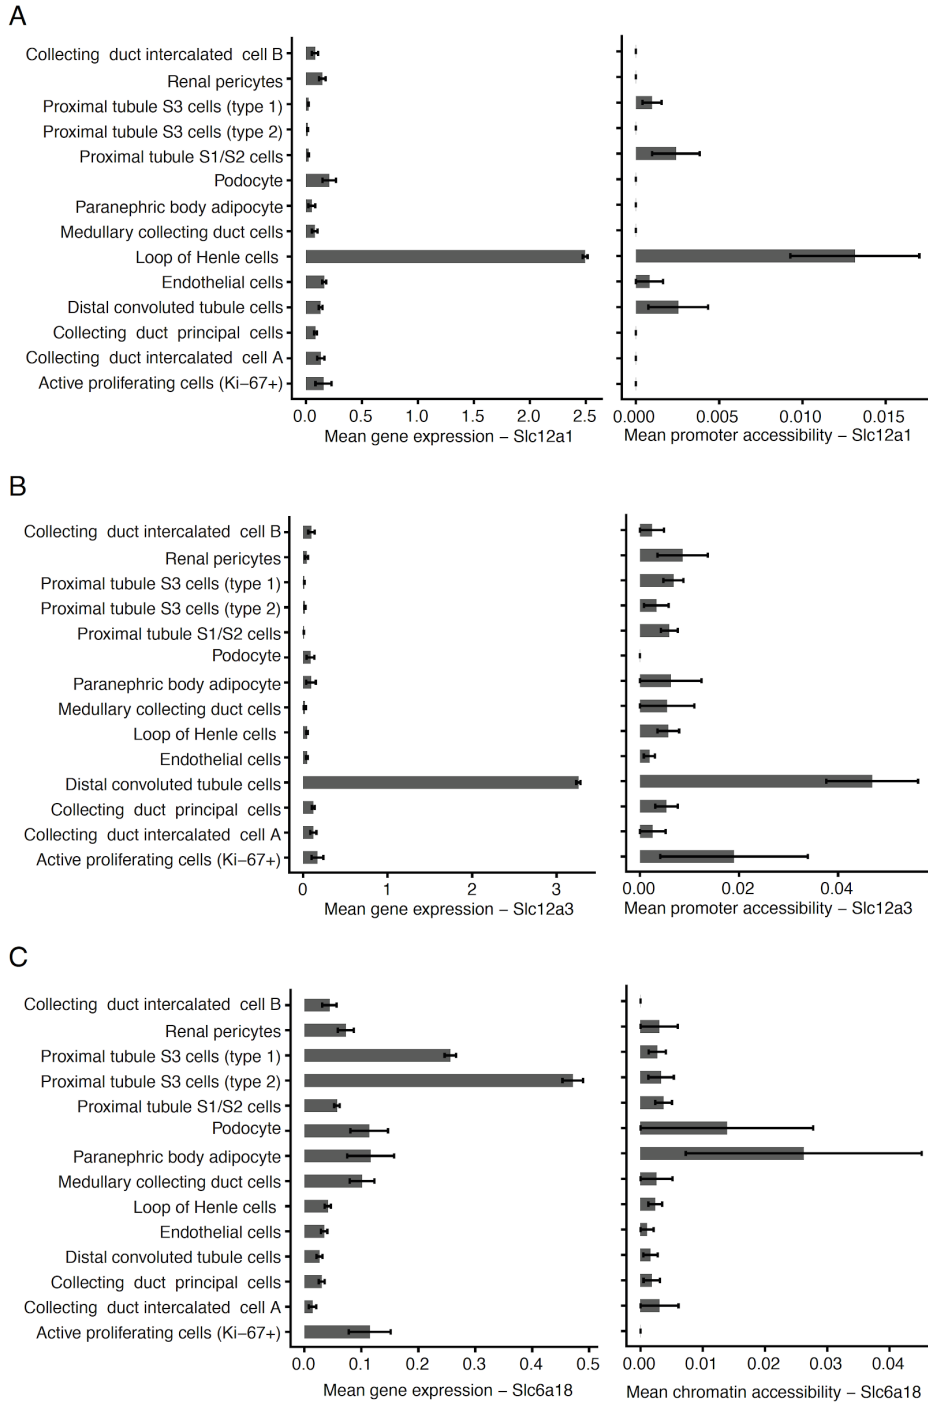 A
Collecting duct intercalated cell B
Renal pericytes
Proximal tubule S3 cells (type 1)
Proximal tubule S3 cells (type 2)
Proximal tubule S1/S2 cells
Podocyte
Paranephric body adipocyte
Medullary collecting duct cells
Loop of Henle cells
Endothelial cells
Distal convoluted tubule cells
Collecting duct principal cells
Collecting duct intercalated cell A
Active proliferating cells (Ki−67+)
0.0 0.5 1.0 1.5 2.0 2.5
Mean gene expression − Slc12a1
0.000 0.005 0.010 0.015
Mean promoter accessibility − Slc12a1
B
Collecting duct intercalated cell B
Renal pericytes
Proximal tubule S3 cells (type 1)
Proximal tubule S3 cells (type 2)
Proximal tubule S1/S2 cells
Podocyte
Paranephric body adipocyte
Medullary collecting duct cells
Loop of Henle cells
Endothelial cells
Distal convoluted tubule cells
Collecting duct principal cells
Collecting duct intercalated cell A
Active proliferating cells (Ki−67+)
0 1 2 3
Mean gene expression − Slc12a3
0.00 0.02 0.04
Mean promoter accessibility − Slc12a3
C
Collecting duct intercalated cell B
Renal pericytes
Proximal tubule S3 cells (type 1)
Proximal tubule S3 cells (type 2)
Proximal tubule S1/S2 cells
Podocyte
Paranephric body adipocyte
Medullary collecting duct cells
Loop of Henle cells
Endothelial cells
Distal convoluted tubule cells
Collecting duct principal cells
Collecting duct intercalated cell A
Active proliferating cells (Ki−67+)
0.0 0.1 0.2 0.3 0.4 0.5
Mean gene expression − Slc6a18
0.00 0.01 0.02 0.03 0.04
Mean chromatin accessibility − Slc6a18